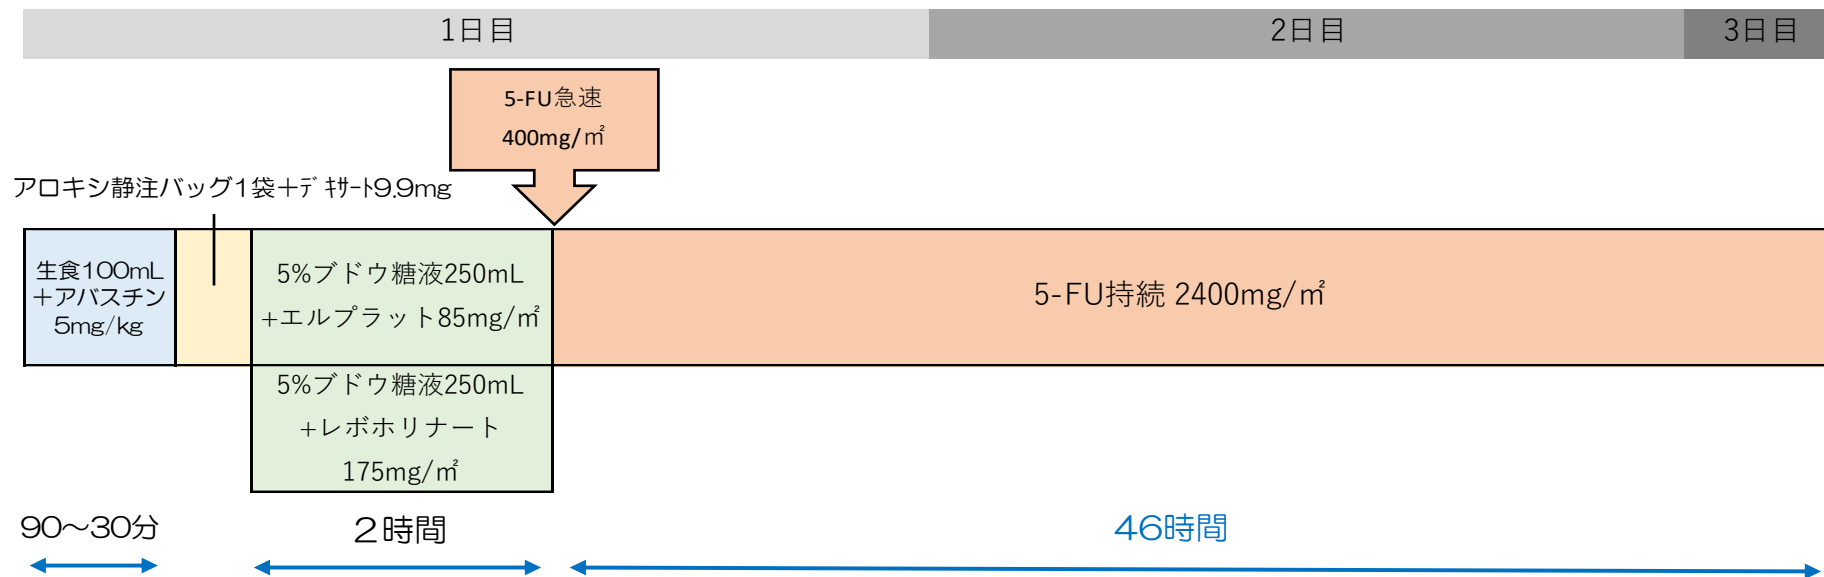 1日目
2日目
3日目
5-FU急速
400mg/㎡
アロキシ静注バッグ1袋＋ﾃﾞｷｻｰﾄ9.9mg
生食100mL
＋アバスチン
5mg/kg
5%ブドウ糖液250mL
+エルプラット85mg/㎡
5-FU持続 2400mg/㎡
5%ブドウ糖液250mL
+レボホリナート
175mg/㎡
90～30分
２時間
46時間